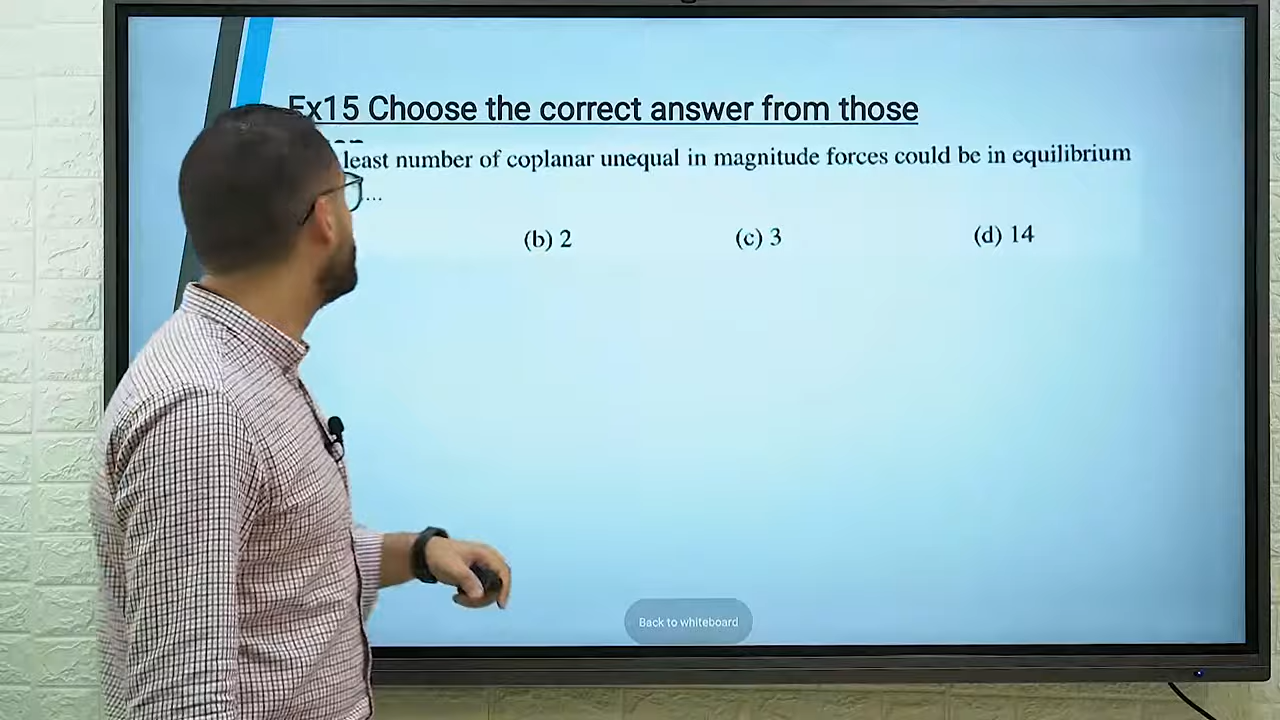 Ex15 Choose the correct answer from those
least number of coplanar unequal in magnitude forces could be in equilibrium
...
(b) 2 (c) 3 (d) 14
Back to whiteboard